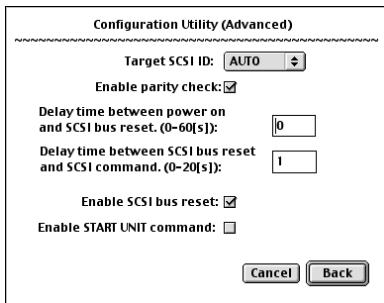 Configuration Utility (Advanced)
Target SCSI ID: AUTO
Enable parity check:
Delay time between power on
and SCSI bus reset. (0-60[s]): 0
Delay time between SCSI bus reset
and SCSI command. (0-20[s]): 1
Enable SCSI bus reset:
Enable START UNIT command:
Cancel Back